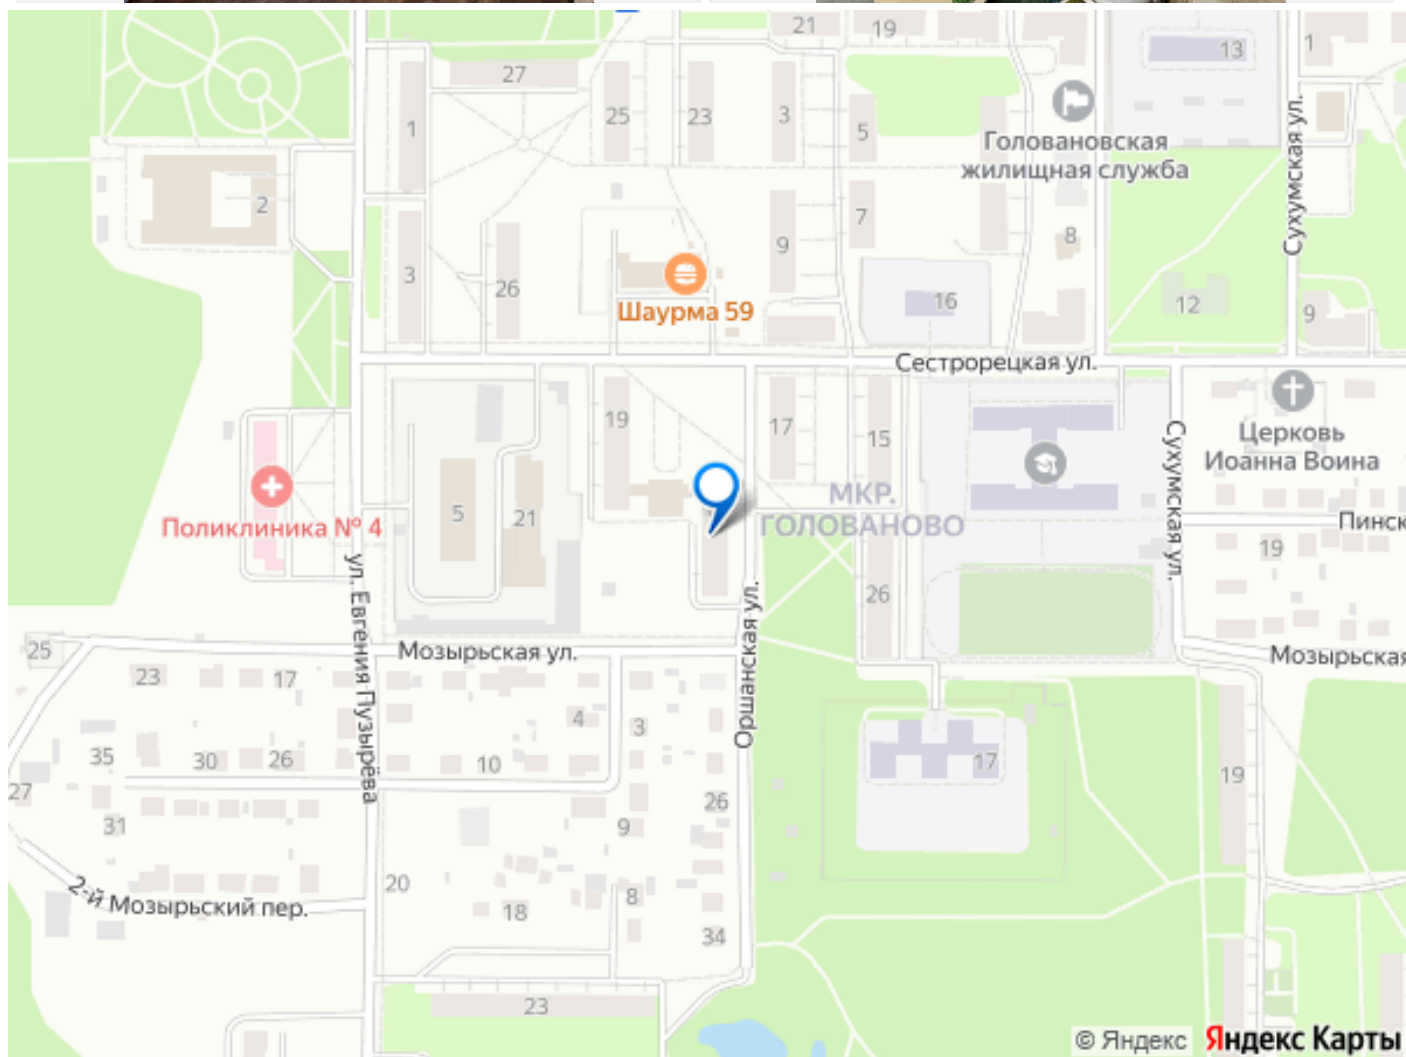 21
19
13
1
27
1
25
23
3
5
Головановская
жилищная служба
Сухумская ул.
2
7
3
26
9
8
Шаурма 59
16
12
9
Сестрорецкая ул.
19
17
15
Церковь
Иоанна Воина
Сухумская ул.
Поликлиника № 4
5
21
МКР.
ГОЛОВАНОВО
Пинск
19
ул. Евгения Пузырёва
26
Оршанская ул.
25
Мозырьская ул.
Мозырьская
23
17
4
3
35
30
26
10
17
19
27
31
9
26
20
2-й Мозырьский пер.
18
8
34
23
© Яндекс Яндекс Карты